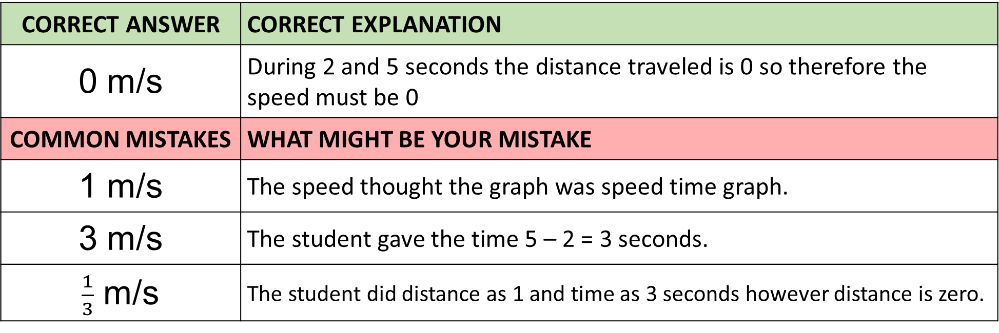 CORRECT ANSWER
CORRECT EXPLANATION
0 m/s
During 2 and 5 seconds the distance traveled is 0 so therefore the
speed must be 0
COMMON MISTAKES
WHAT MIGHT BE YOUR MISTAKE
1 m/s
The speed thought the graph was speed time graph.
3 m/s
The student gave the time 5 – 2 = 3 seconds.
1/3 m/s
The student did distance as 1 and time as 3 seconds however distance is zero.